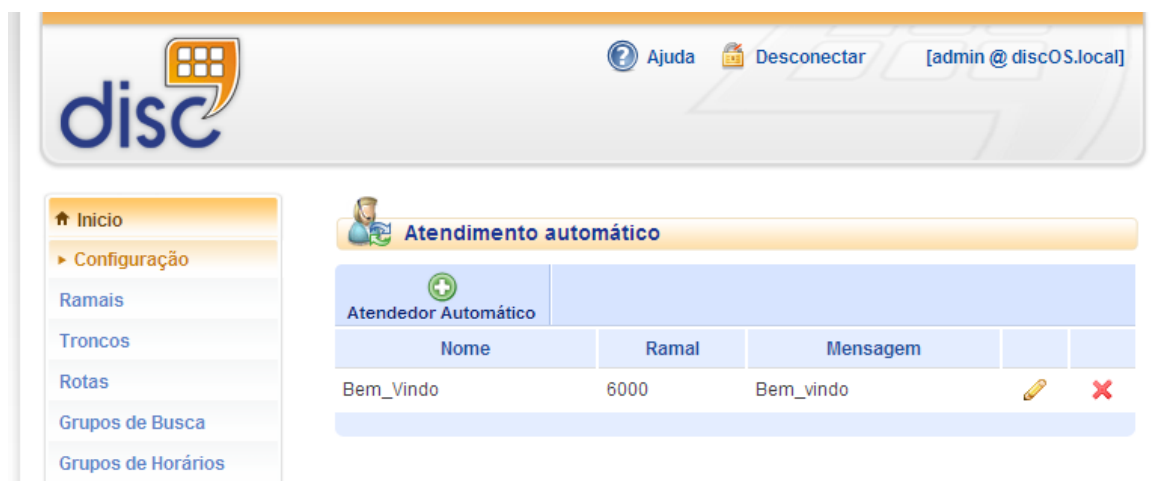 disc
Ajuda Desconectar [admin @ discOS.local]
Inicio
Configuração
Ramais
Troncos
Rotas
Grupos de Busca
Grupos de Horários
Atendimento automático
Atendedor Automático
Nome Ramal Mensagem
Bem_Vindo 6000 Bem_vindo